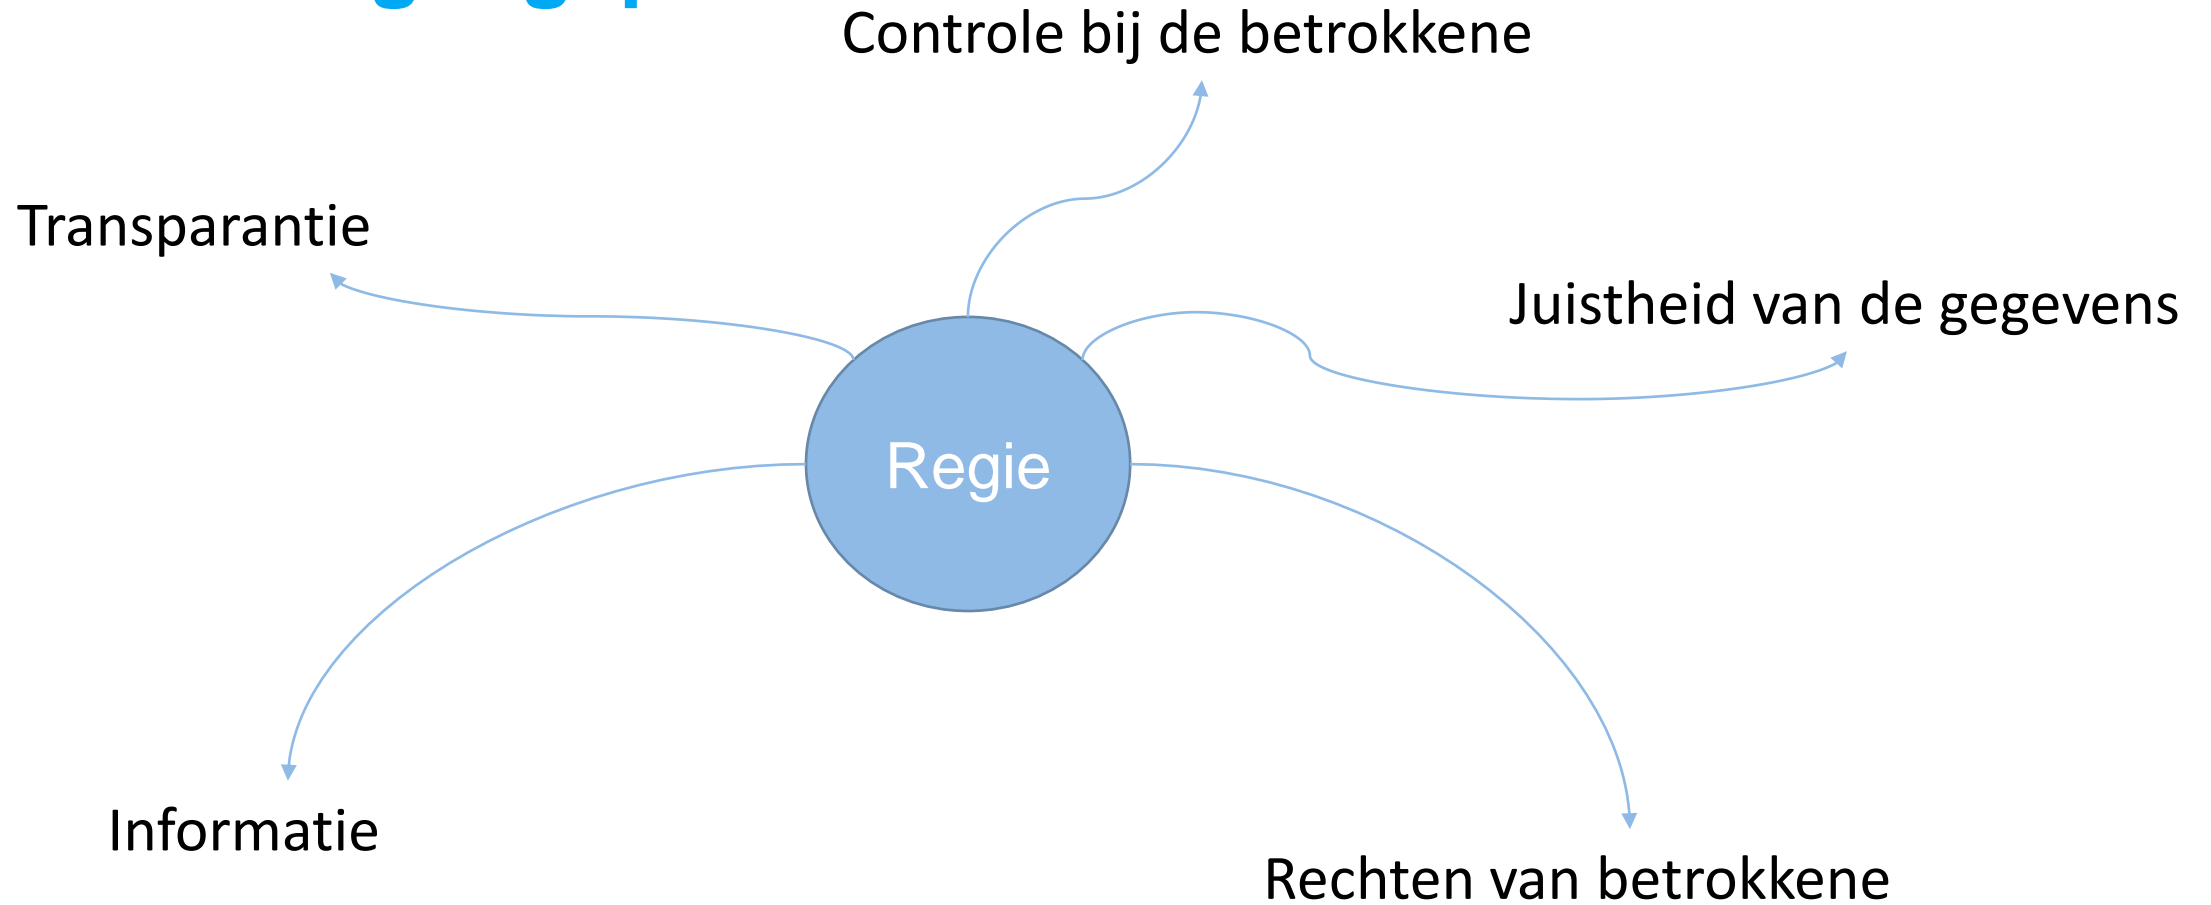 Controle bij de betrokkene
Transparantie
Juistheid van de gegevens
Regie
Informatie
Rechten van betrokkene